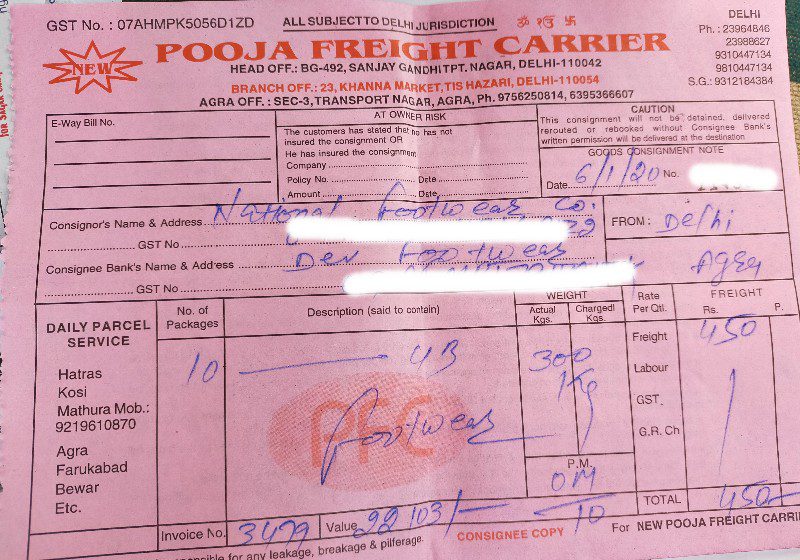 GST No. : 07AHMPK5056D1ZD ALL SUBJECT TO DELHI JURISDICTION ॐ ੴ 卐 DELHI
Ph. : 23964846
23988627
9310447134
9810447134
S.G.: 9312184384
NEW POOJA FREIGHT CARRIER
HEAD OFF.: BG-492, SANJAY GANDHI TPT. NAGAR, DELHI-110042
BRANCH OFF.: 23, KHANNA MARKET, TIS HAZARI, DELHI-110054
AGRA OFF. : SEC-3, TRANSPORT NAGAR, AGRA, Ph. 9756250814, 6395366607
E-Way Bill No.
AT OWNER RISK
The customers has stated that he has not
insured the consignment OR
He has insured the consignment
Company
Policy No. Date
Amount Date
CAUTION
This consignment will not be detained, delivered
rerouted or rebooked without Consignee Bank's
written permission will be delivered at the destination
GOODS CONSIGNMENT NOTE
Date 6/1/20 No.
Consignor's Name & Address National Footwear Co.
GST No
FROM : Delhi
Consignee Bank's Name & Address Dev Footwear
GST No
Agra
DAILY PARCEL
SERVICE
Hatras
Kosi
Mathura Mob.:
9219610870
Agra
Farukabad
Bewar
Etc.
No. of
Packages
Description (said to contain)
WEIGHT
Actual
Kgs.
Charged
Kgs.
Rate
Per Qtl.
FREIGHT
Rs. P.
10 4B 300
Kg
Footwear
PFC
Freight 450
Labour
GST.
G.R. Ch
P.M.
10
TOTAL 450
Invoice No. 3479 Value 22103/-
CONSIGNEE COPY For NEW POOJA FREIGHT CARRI
for any leakage, breakage & pilferage.